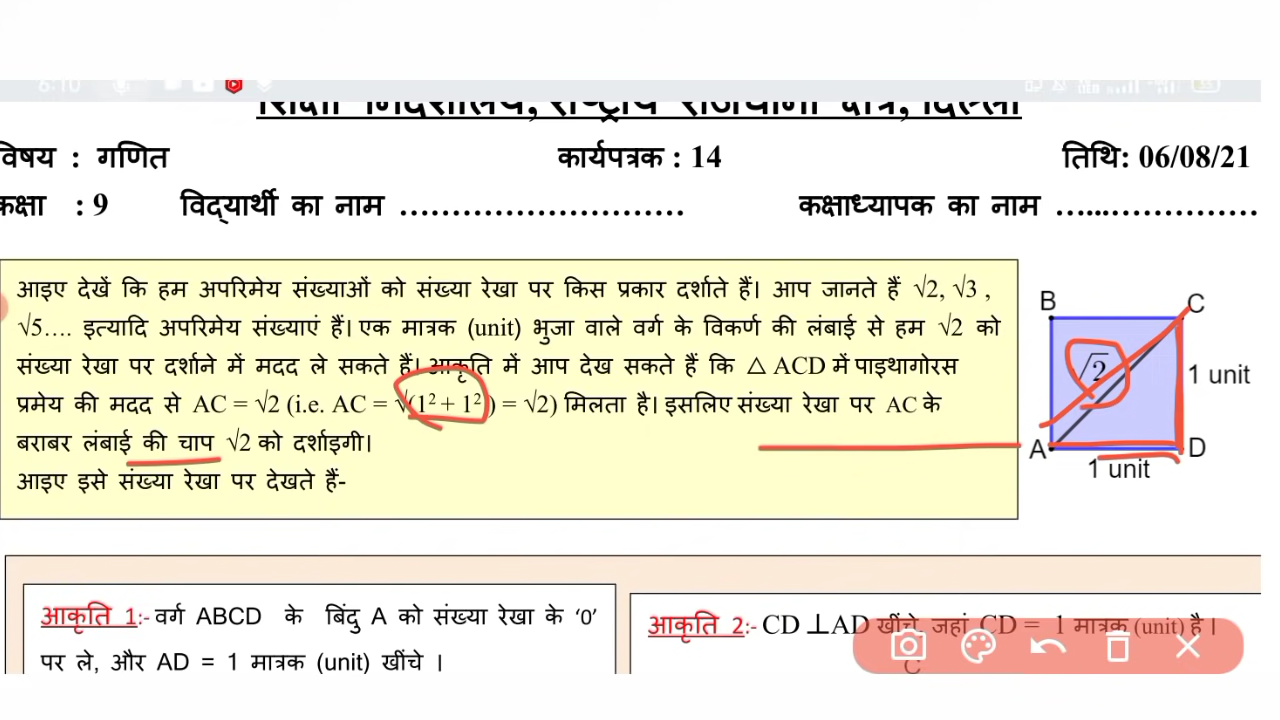 6:10
विषय : गणित कार्यपत्रक : 14 तिथि: 06/08/21
कक्षा : 9 विद्यार्थी का नाम ........................... कक्षाध्यापक का नाम ......................
आइए देखें कि हम अपरिमेय संख्याओं को संख्या रेखा पर किस प्रकार दर्शाते हैं। आप जानते हैं √2, √3 ,
√5…. इत्यादि अपरिमेय संख्याएं हैं। एक मात्रक (unit) भुजा वाले वर्ग के विकर्ण की लंबाई से हम √2 को
संख्या रेखा पर दर्शाने में मदद ले सकते हैं। आकृति में आप देख सकते हैं कि △ ACD में पाइथागोरस
प्रमेय की मदद से AC = √2 (i.e. AC = √(1² + 1²) = √2) मिलता है। इसलिए संख्या रेखा पर AC के
बराबर लंबाई की चाप √2 को दर्शाइगी।
आइए इसे संख्या रेखा पर देखते हैं-
B C
√2
1 unit
A D
1 unit
आकृति 1:- वर्ग ABCD के बिंदु A को संख्या रेखा के ‘0’
पर ले, और AD = 1 मात्रक (unit) खींचे ।
आकृति 2:- CD ⊥AD खींचे, जहां CD = 1 मात्रक (unit) है ।
C